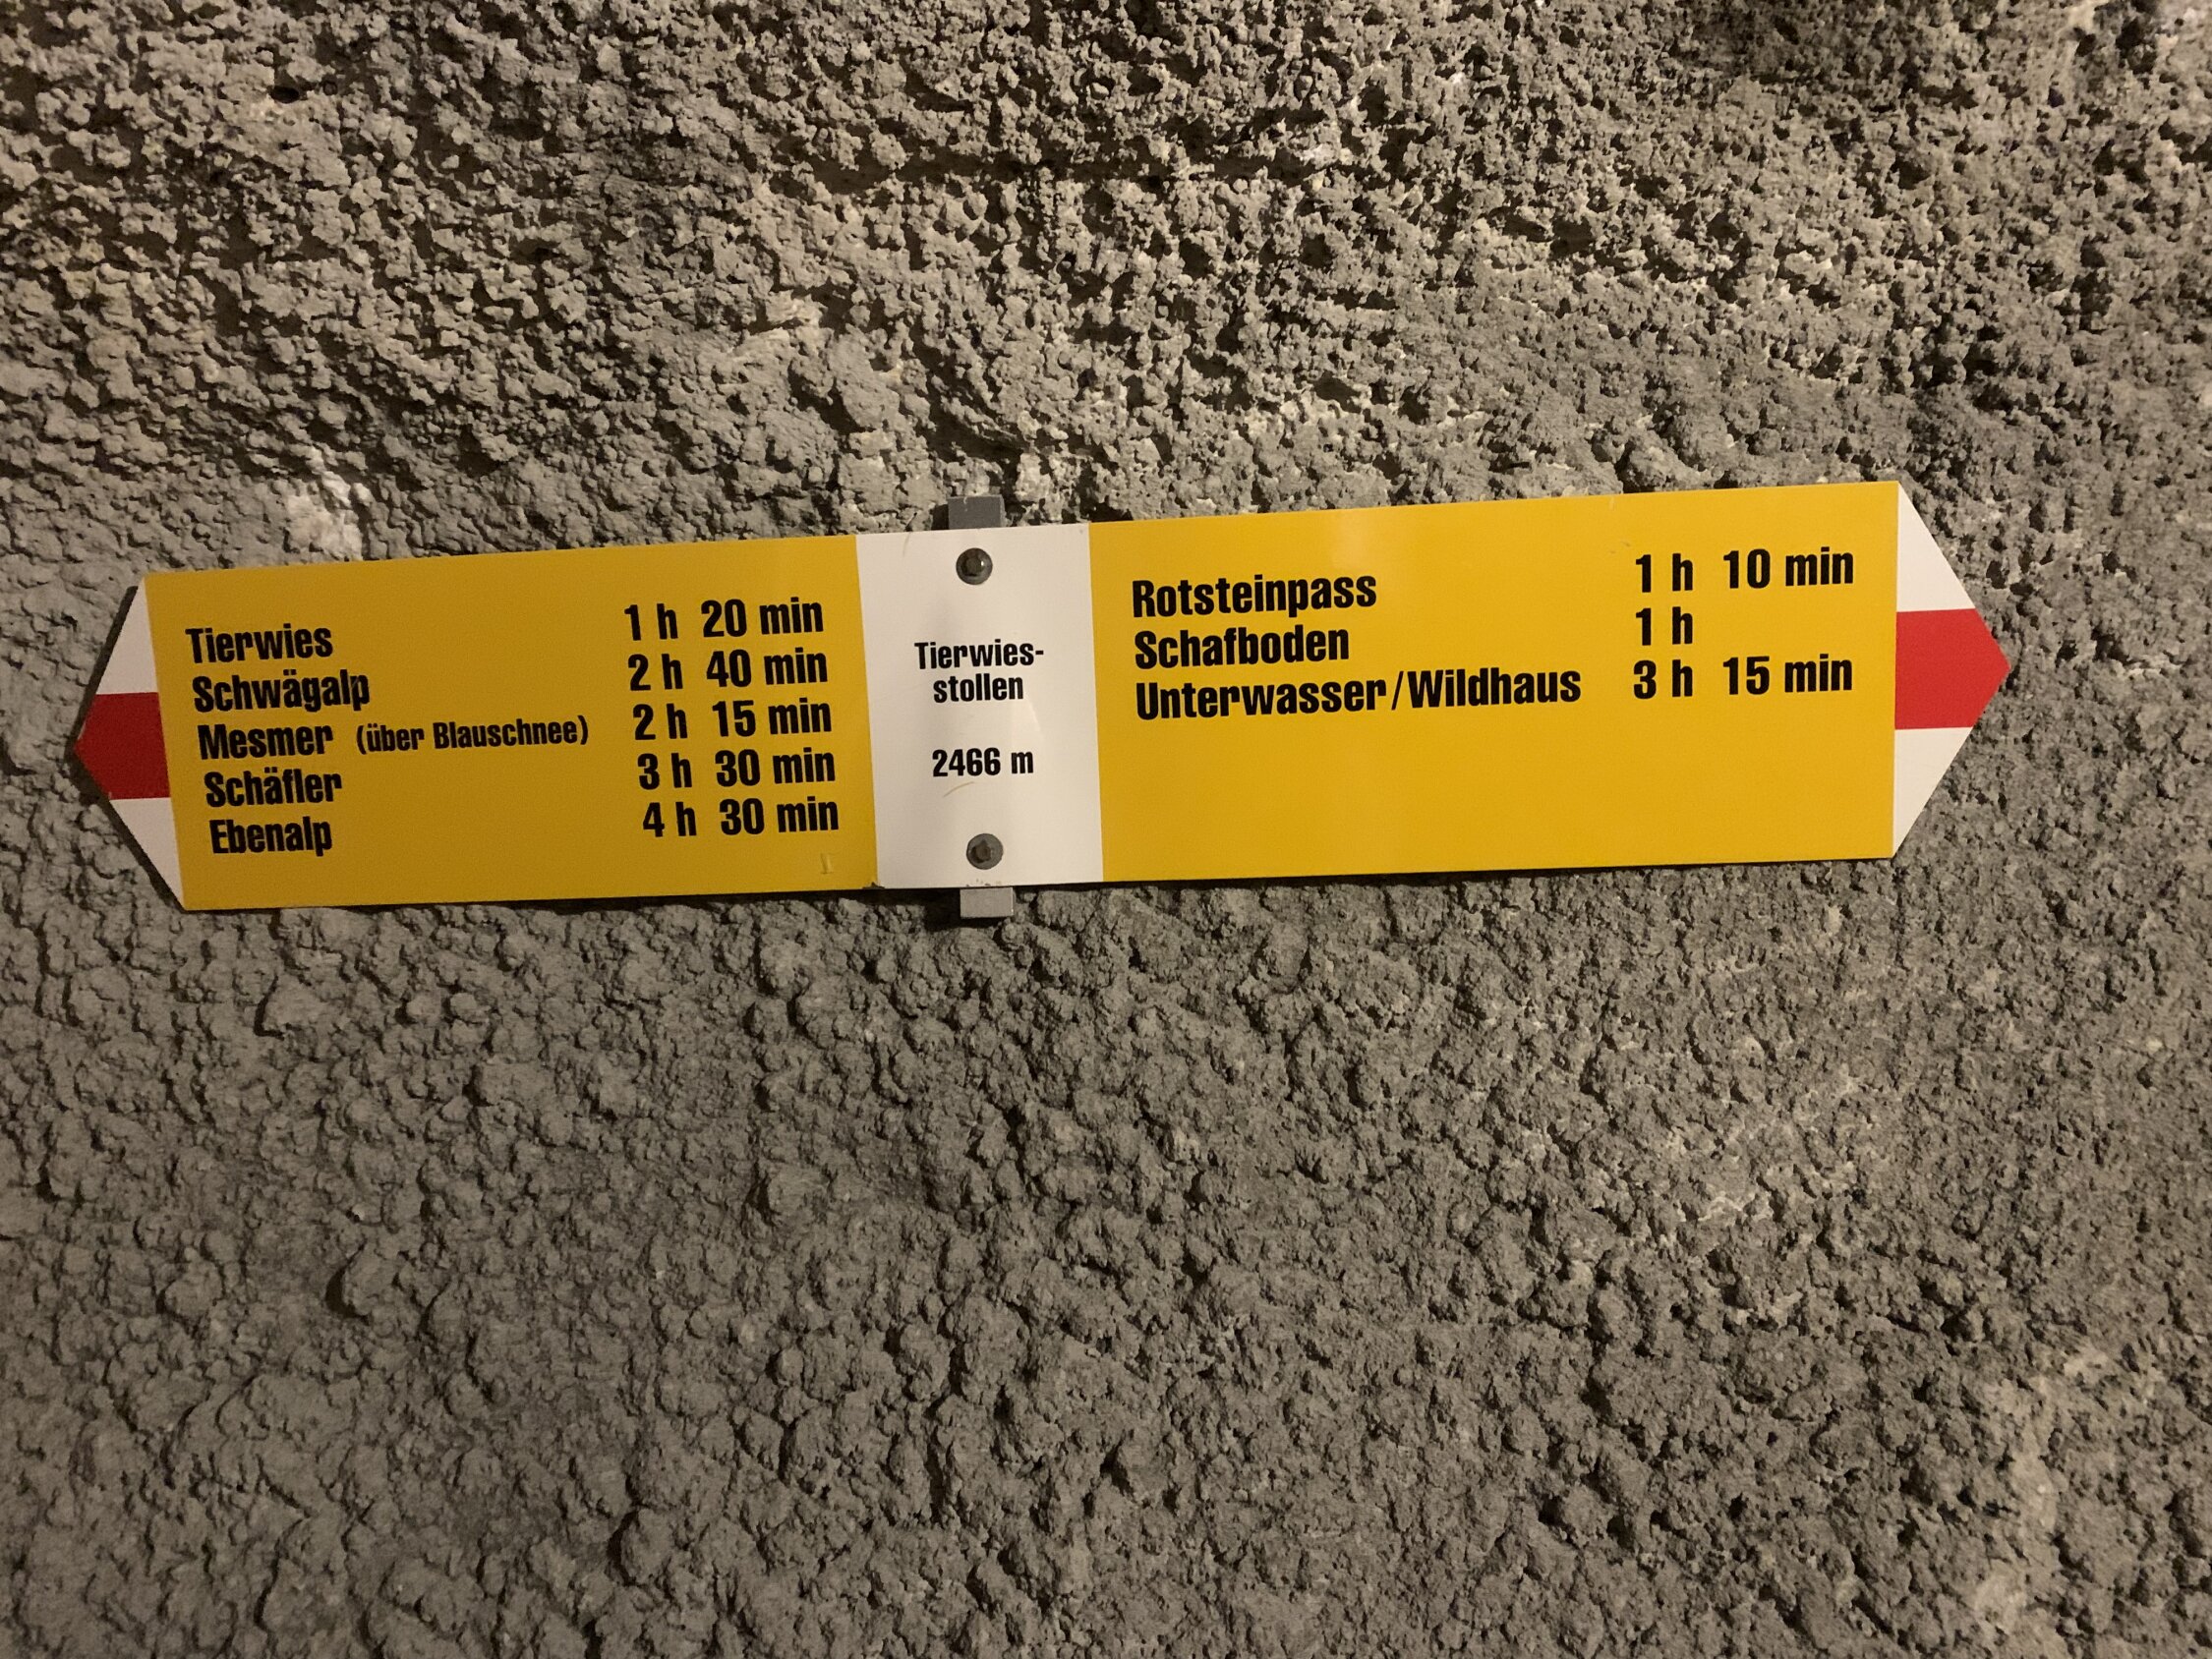 Tierwies 1 h 20 min
Schwägalp 2 h 40 min
Mesmer (über Blauschnee) 2 h 15 min
Schäfler 3 h 30 min
Ebenalp 4 h 30 min
Tierwies-
stollen
2466 m
Rotsteinpass 1 h 10 min
Schafboden 1 h
Unterwasser/Wildhaus 3 h 15 min